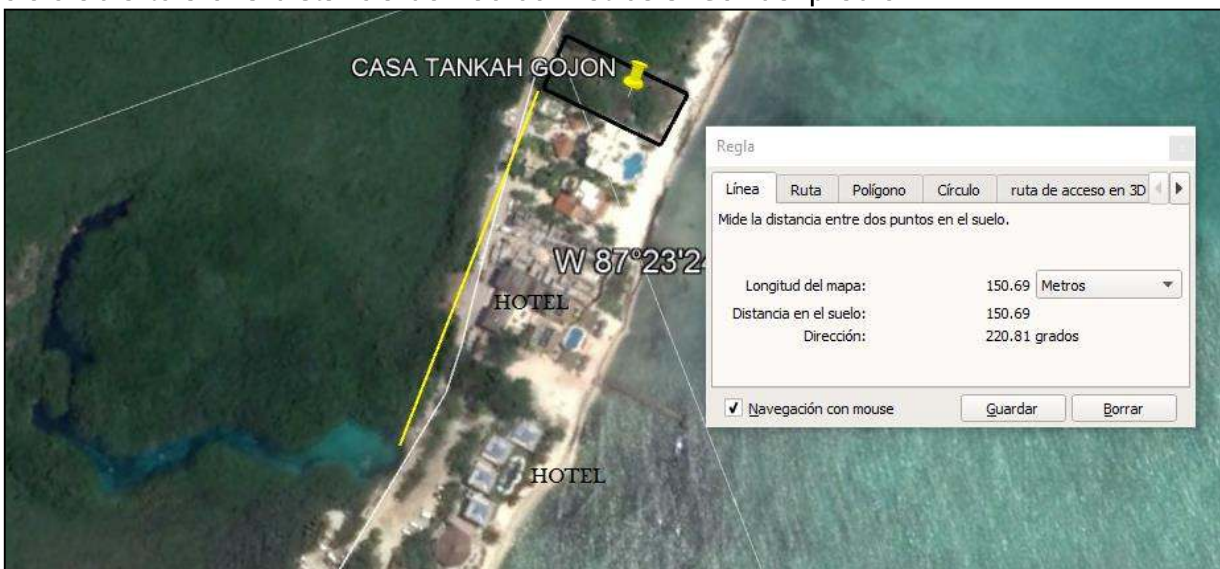 CASA TANKAH GOJON
W 87°23'2
HOTEL
HOTEL
Regla
Línea Ruta Polígono Círculo ruta de acceso en 3D
Mide la distancia entre dos puntos en el suelo.
Longitud del mapa: 150.69 Metros
Distancia en el suelo: 150.69
Dirección: 220.81 grados
Navegación con mouse Guardar Borrar